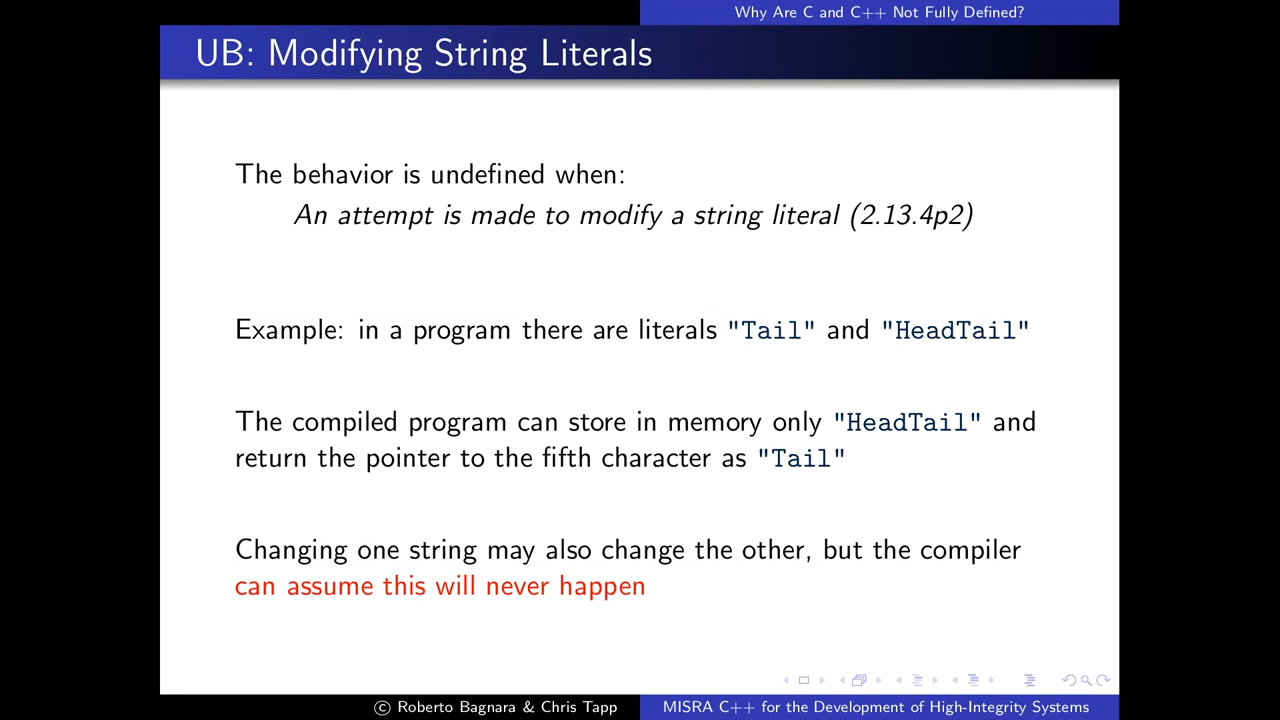 Why Are C and C++ Not Fully Defined?
UB: Modifying String Literals
The behavior is undefined when:
An attempt is made to modify a string literal (2.13.4p2)
Example: in a program there are literals "Tail" and "HeadTail"
The compiled program can store in memory only "HeadTail" and
return the pointer to the fifth character as "Tail"
Changing one string may also change the other, but the compiler
can assume this will never happen
© Roberto Bagnara & Chris Tapp
MISRA C++ for the Development of High-Integrity Systems